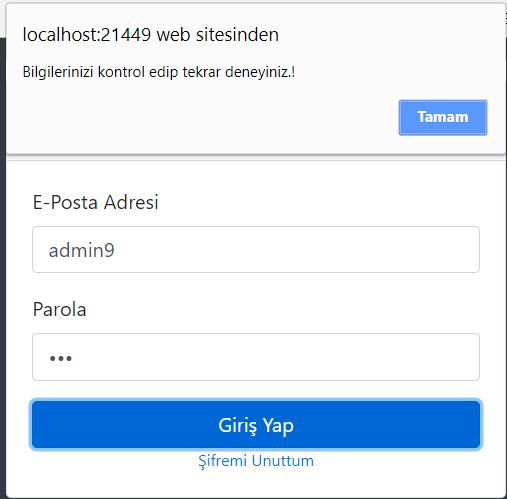 localhost:21449 web sitesinden
Bilgilerinizi kontrol edip tekrar deneyiniz.!
Tamam
E-Posta Adresi
admin9
Parola
•••
Giriş Yap
Şifremi Unuttum